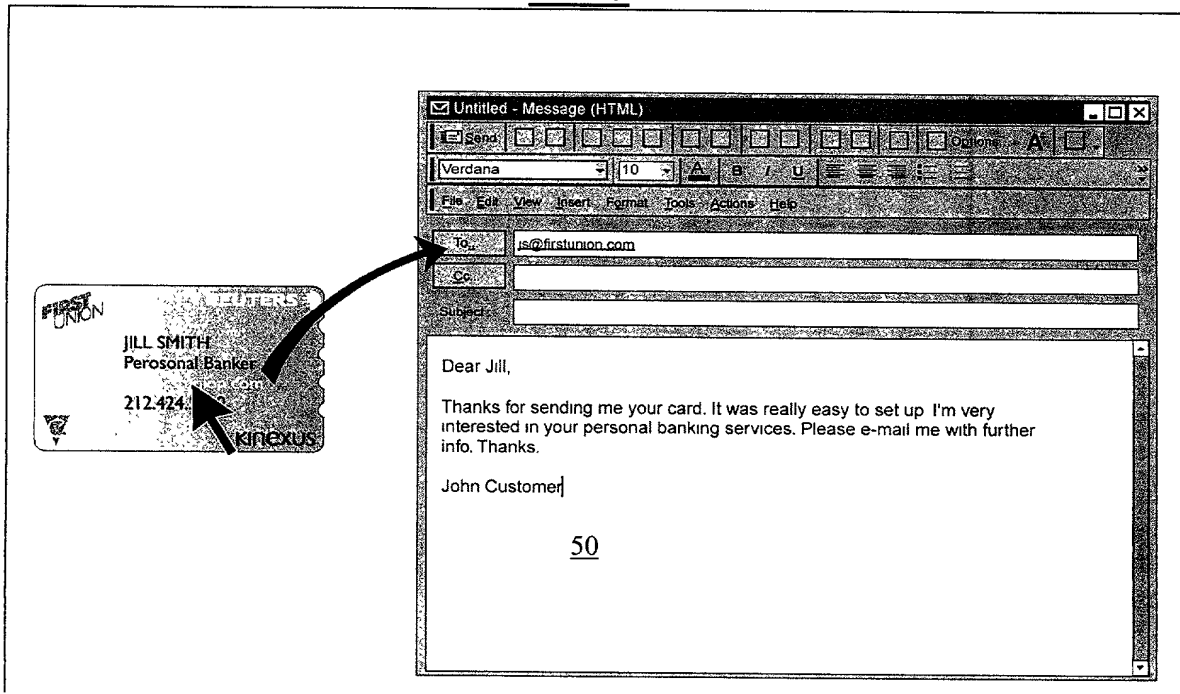 FIRST
UNION
REUTERS
JILL SMITH
Perosonal Banker
212.424.
KINEXUS
Untitled - Message (HTML)
Send Options A
Verdana 10 A B I U
File Edit View Insert Format Tools Actions Help
To... js@firstunion.com
Cc...
Subject:
Dear Jill,
Thanks for sending me your card. It was really easy to set up I'm very
interested in your personal banking services. Please e-mail me with further
info. Thanks.
John Customer
50